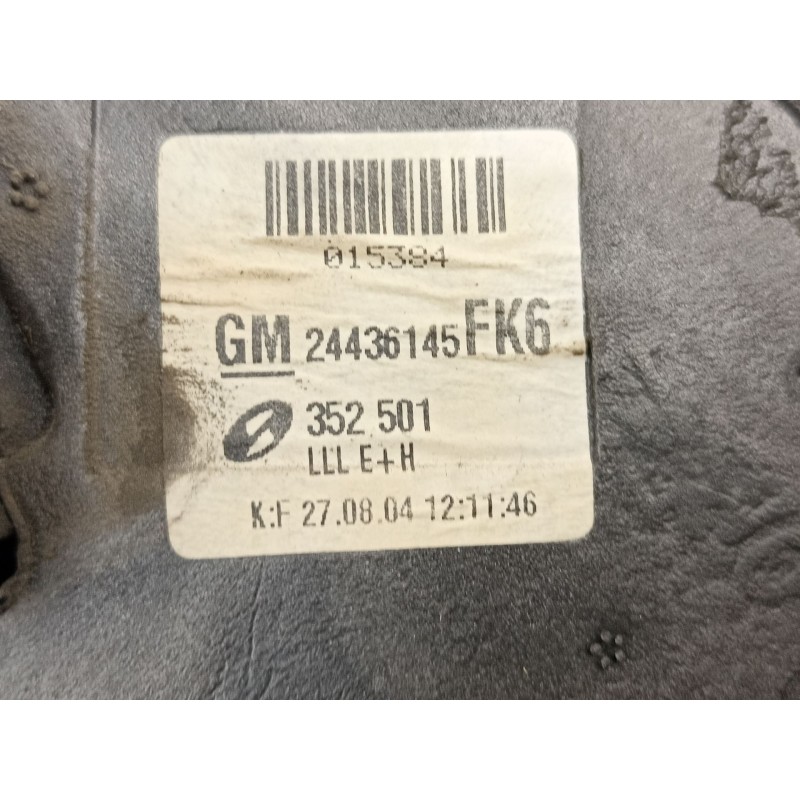 015384
GM 24436145 FK6
352 501
LLL E+H
K:F 27.08.04 12:11:46